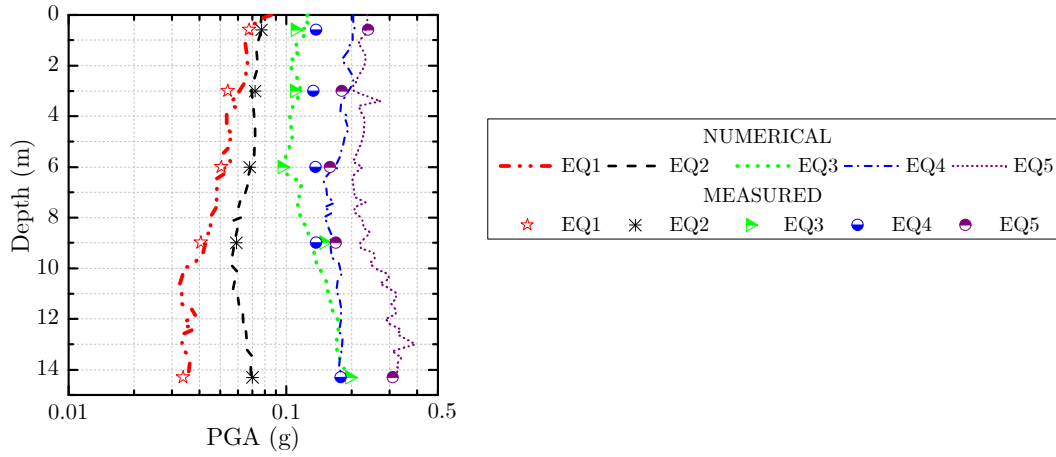 0
2
4
6
8
10
12
14
Depth (m)
0.01 0.1 0.5
PGA (g)
NUMERICAL
EQ1 EQ2 EQ3 EQ4 EQ5
MEASURED
EQ1 EQ2 EQ3 EQ4 EQ5